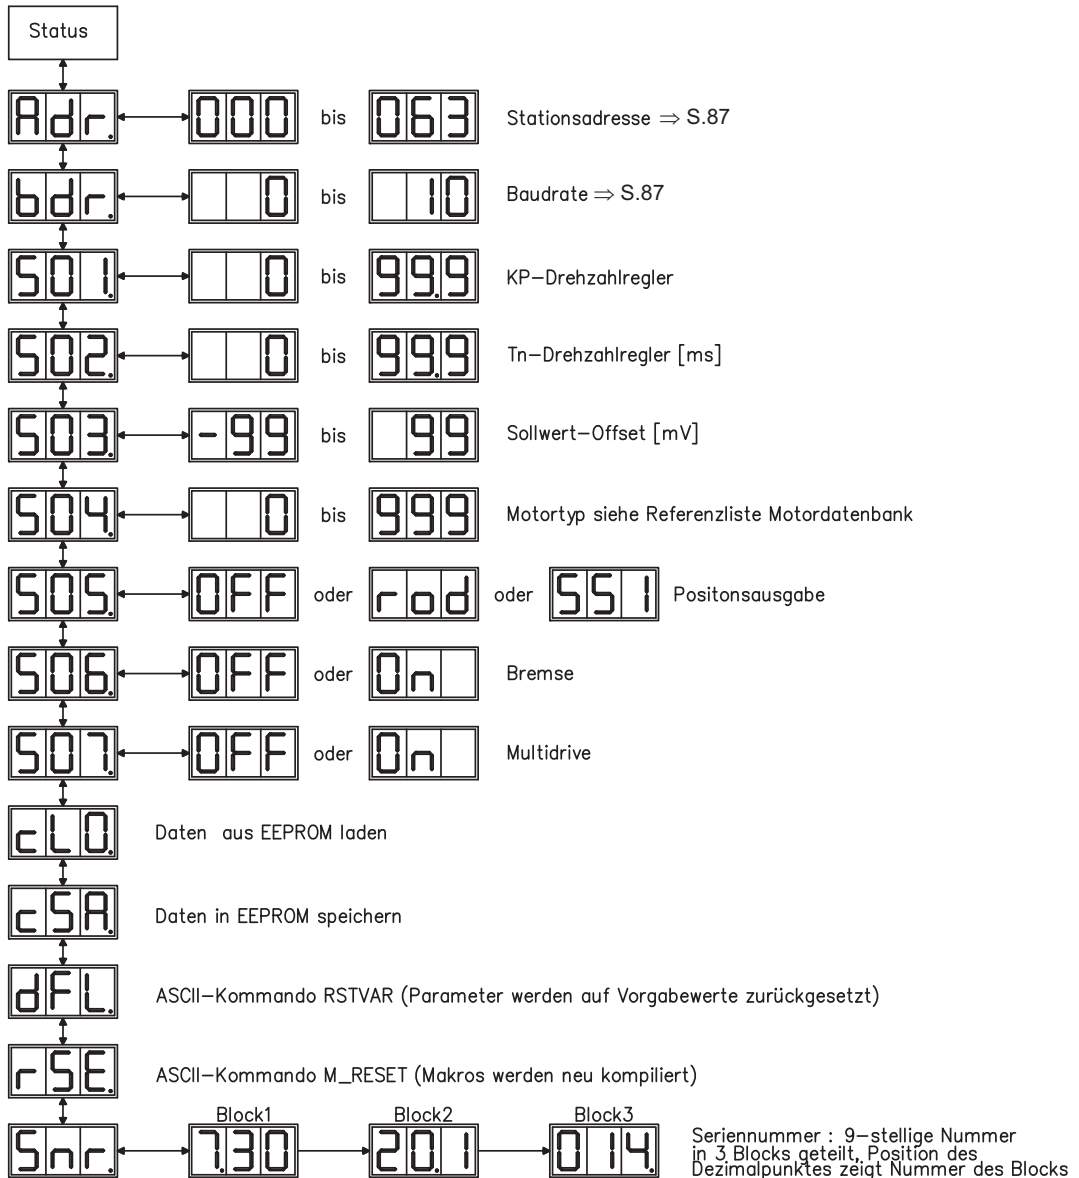 Status
Adr. 000 bis 063 Stationsadresse ⇒ S.87
bdr. 0 bis 10 Baudrate ⇒ S.87
S01. 0 bis 99.9 KP-Drehzahlregler
S02. 0 bis 99.9 Tn-Drehzahlregler [ms]
S03. -99 bis 99 Sollwert-Offset [mV]
S04. 0 bis 999 Motortyp siehe Referenzliste Motordatenbank
S05. OFF oder rod oder SSI Positonsausgabe
S06. OFF oder On Bremse
S07. OFF oder On Multidrive
cLO. Daten aus EEPROM laden
cSA. Daten in EEPROM speichern
dFL. ASCII-Kommando RSTVAR (Parameter werden auf Vorgabewerte zurückgesetzt)
rSE. ASCII-Kommando M_RESET (Makros werden neu kompiliert)
Block1 Block2 Block3
Snr. 7.30 20.1 014. Seriennummer : 9-stellige Nummer
in 3 Blocks geteilt, Position des
Dezimalpunktes zeigt Nummer des Blocks